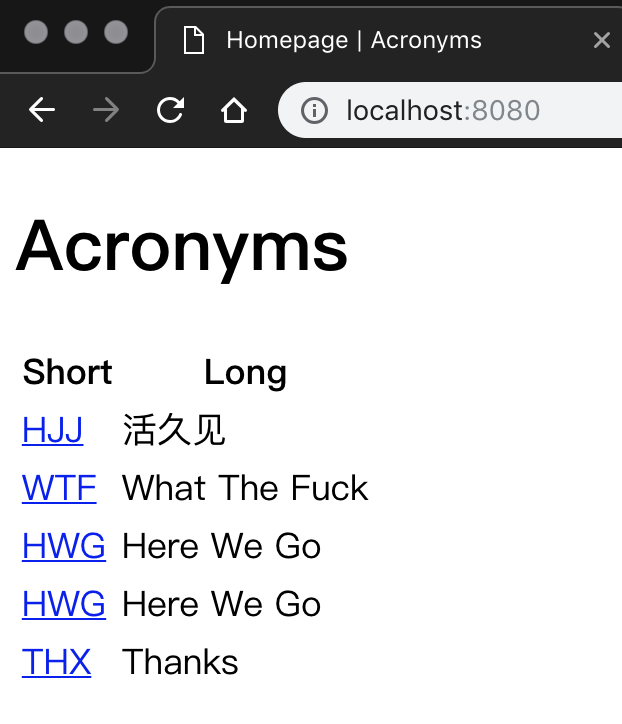 Homepage | Acronyms
localhost:8080
Acronyms
Short Long
HJJ 活久见
WTF What The Fuck
HWG Here We Go
HWG Here We Go
THX Thanks